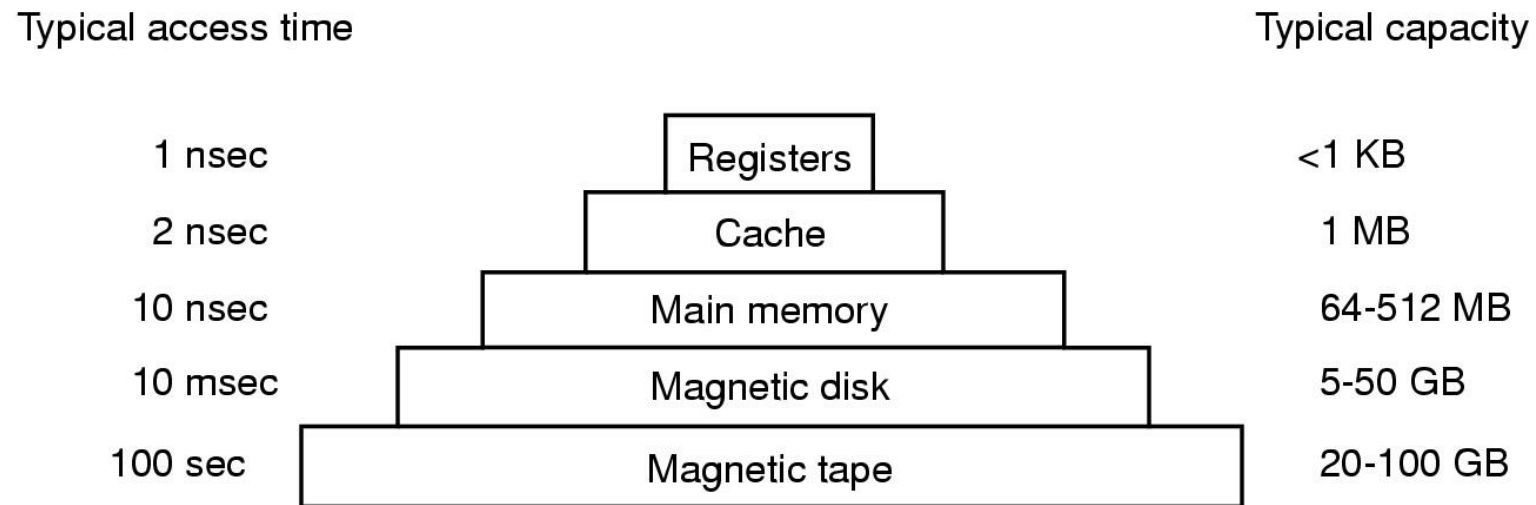 Typical access time Typical capacity
1 nsec Registers <1 KB
2 nsec Cache 1 MB
10 nsec Main memory 64-512 MB
10 msec Magnetic disk 5-50 GB
100 sec Magnetic tape 20-100 GB